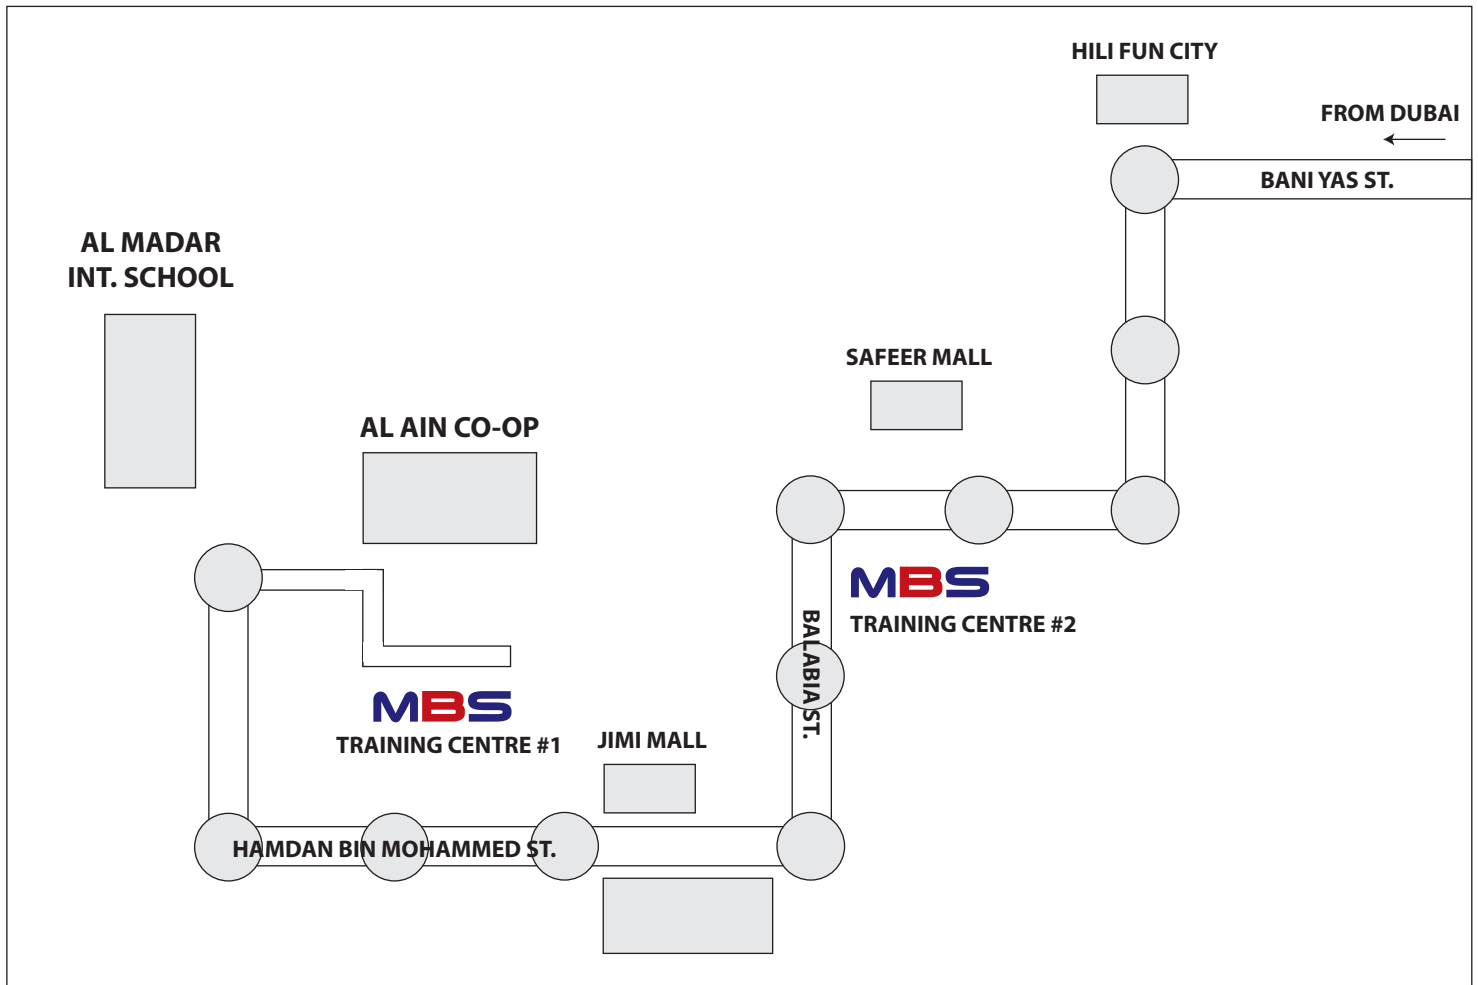 HILI FUN CITY
FROM DUBAI
BANI YAS ST.
AL MADAR
INT. SCHOOL
SAFEER MALL
AL AIN CO-OP
MBS
TRAINING CENTRE #2
BALABIA ST.
MBS
TRAINING CENTRE #1
JIMI MALL
HAMDAN BIN MOHAMMED ST.